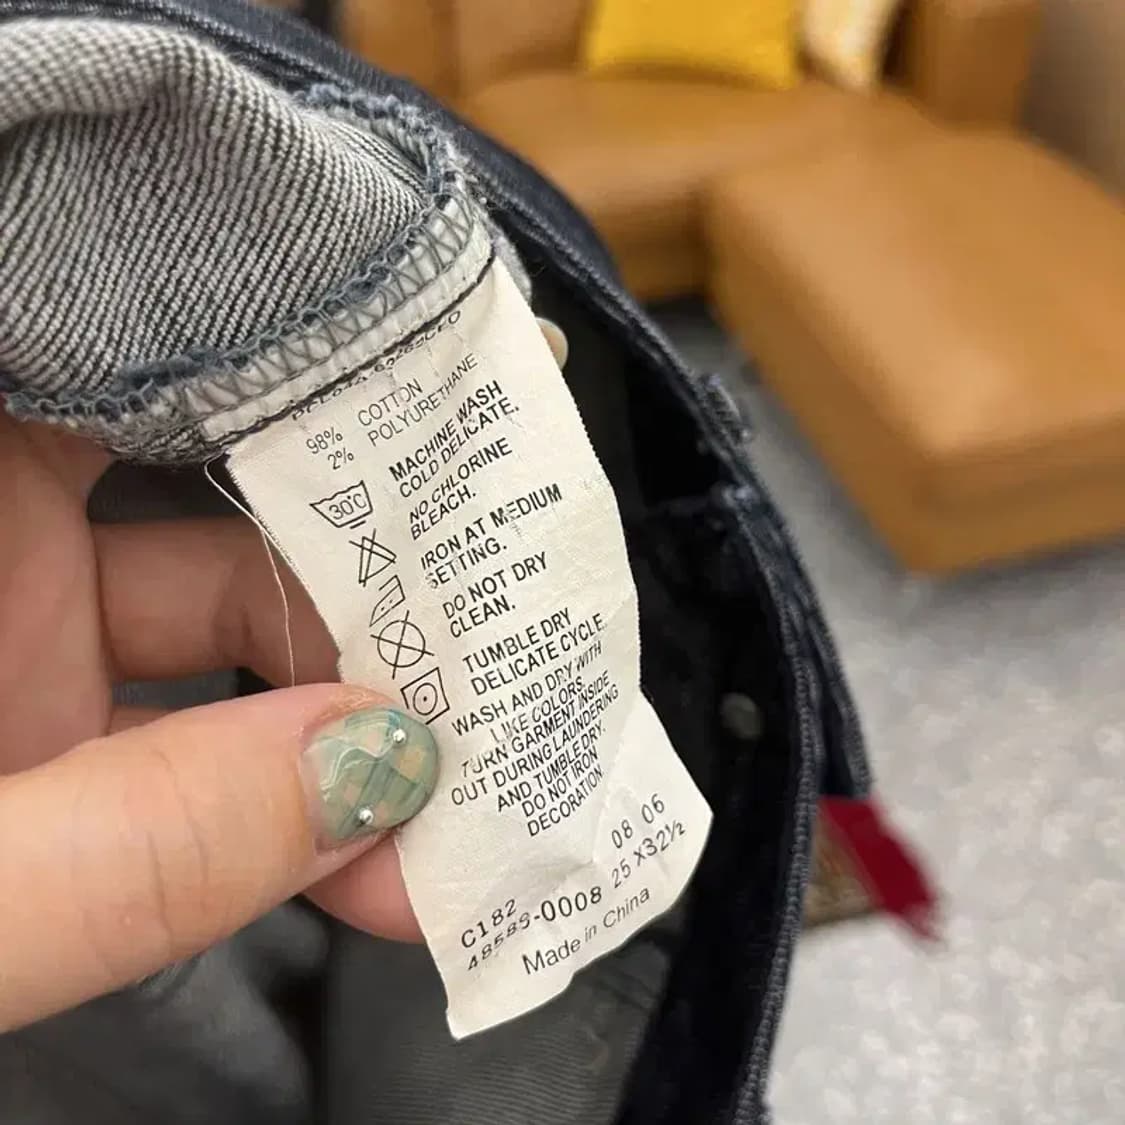 98% COTTON
2% POLYURETHANE
MACHINE WASH
COLD DELICATE.
NO CHLORINE
BLEACH.
IRON AT MEDIUM
SETTING.
DO NOT DRY
CLEAN.
TUMBLE DRY
DELICATE CYCLE.
WASH AND DRY WITH
LIKE COLORS.
TURN GARMENT INSIDE
OUT DURING LAUNDERING
AND TUMBLE DRY.
DO NOT IRON
DECORATION.
30°C
08 06
C182 25 X32½
-0008
Made in China